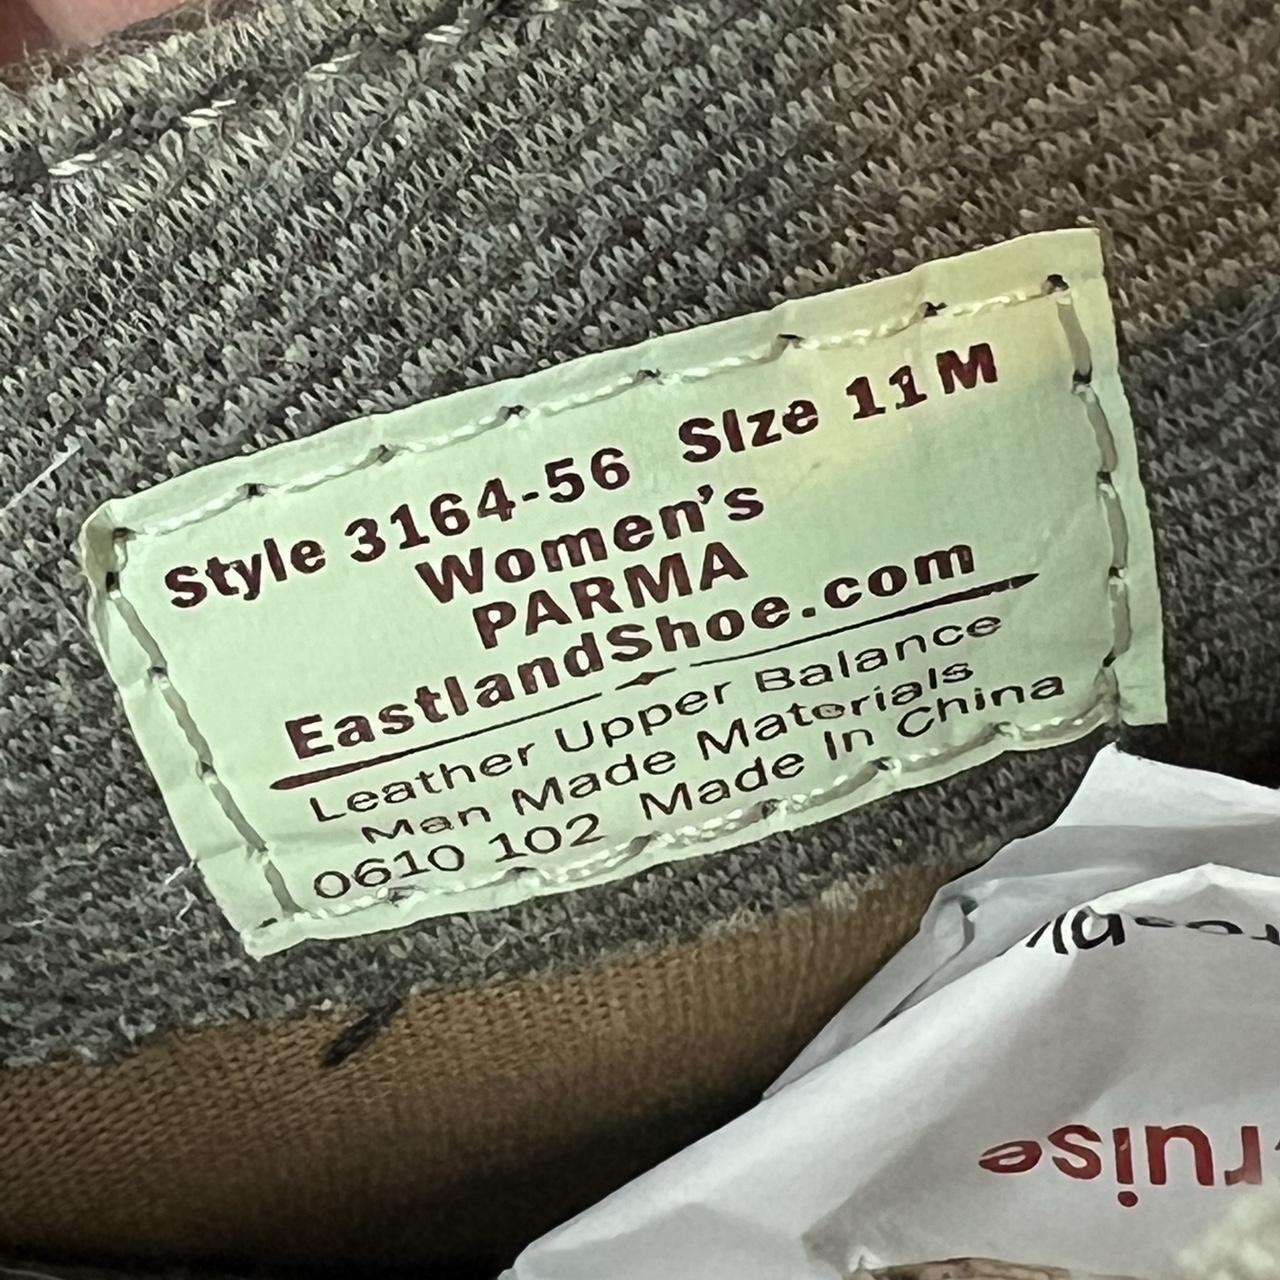 Style 3164-56 Size 11 M
Women's
PARMA
EastlandShoe.com
Leather Upper Balance
Man Made Materials
0610 102 Made In China
ruise